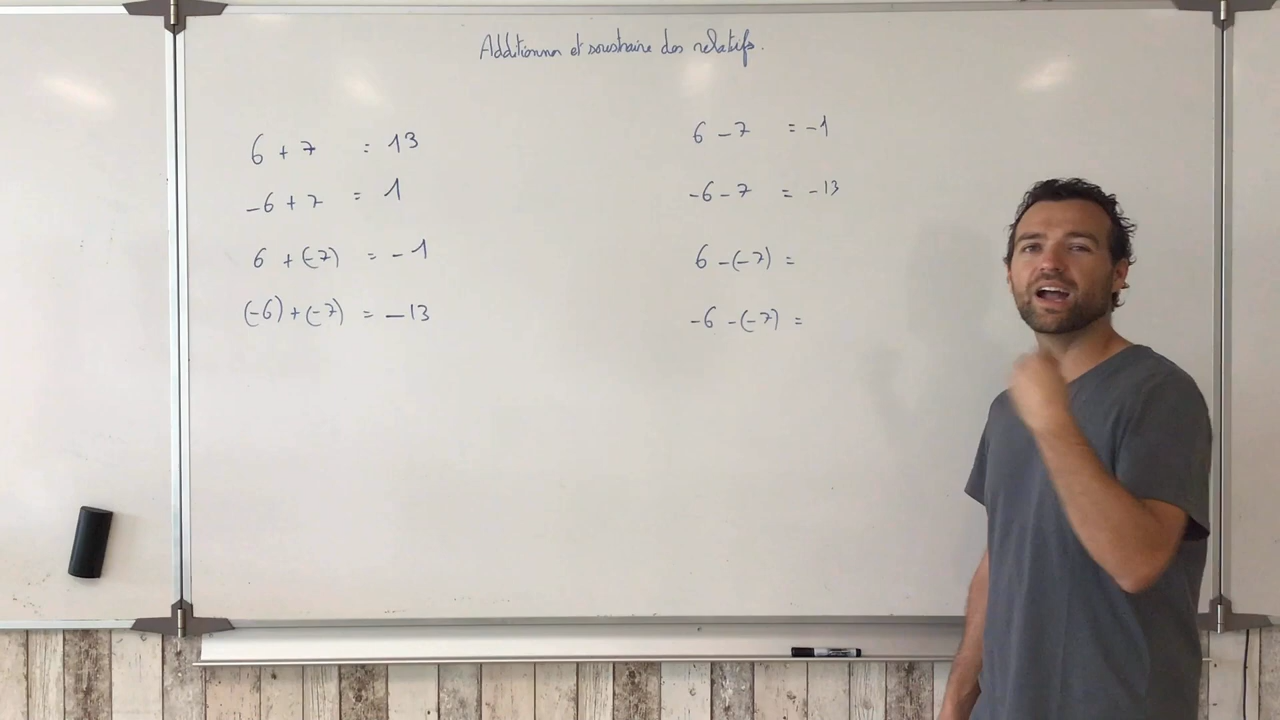 Additionner et soustraire des relatifs.
6 + 7 = 13
-6 + 7 = 1
6 + (-7) = -1
(-6) + (-7) = -13
6 - 7 = -1
-6 - 7 = -13
6 - (-7) =
-6 - (-7) =